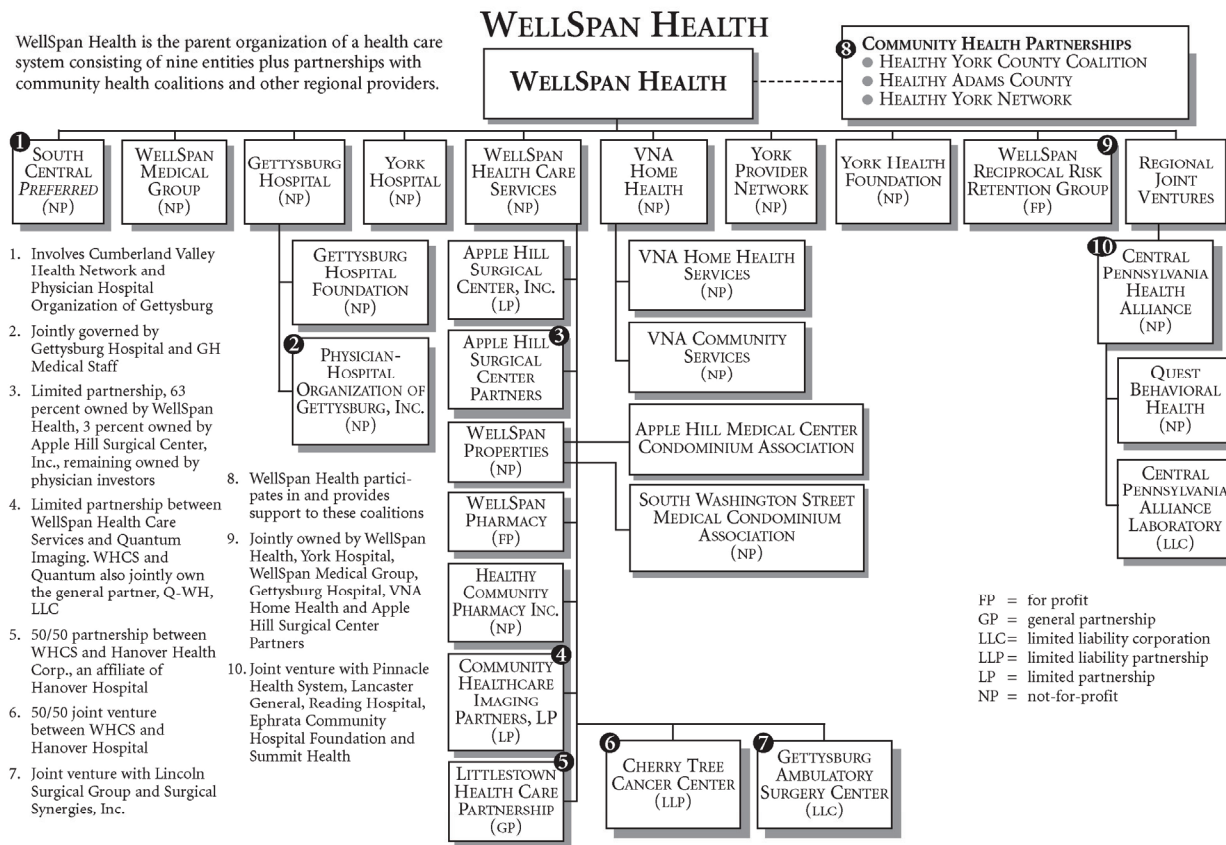 WELLSPAN HEALTH
WellSpan Health is the parent organization of a health care
system consisting of nine entities plus partnerships with
community health coalitions and other regional providers.
WELLSPAN HEALTH
8
COMMUNITY HEALTH PARTNERSHIPS
● HEALTHY YORK COUNTY COALITION
● HEALTHY ADAMS COUNTY
● HEALTHY YORK NETWORK
1
SOUTH
CENTRAL
PREFERRED
(NP)
WELLSPAN
MEDICAL
GROUP
(NP)
GETTYSBURG
HOSPITAL
(NP)
YORK
HOSPITAL
(NP)
WELLSPAN
HEALTH CARE
SERVICES
(NP)
VNA
HOME
HEALTH
(NP)
YORK
PROVIDER
NETWORK
(NP)
YORK HEALTH
FOUNDATION
(NP)
9
WELLSPAN
RECIPROCAL RISK
RETENTION GROUP
(FP)
REGIONAL
JOINT
VENTURES
1. Involves Cumberland Valley
Health Network and
Physician Hospital
Organization of Gettysburg
2. Jointly governed by
Gettysburg Hospital and GH
Medical Staff
3. Limited partnership, 63
percent owned by WellSpan
Health, 3 percent owned by
Apple Hill Surgical Center,
Inc., remaining owned by
physician investors
4. Limited partnership between
WellSpan Health Care
Services and Quantum
Imaging. WHCS and
Quantum also jointly own
the general partner, Q-WH,
LLC
5. 50/50 partnership between
WHCS and Hanover Health
Corp., an affiliate of
Hanover Hospital
6. 50/50 joint venture
between WHCS and
Hanover Hospital
7. Joint venture with Lincoln
Surgical Group and Surgical
Synergies, Inc.
8. WellSpan Health partici-
pates in and provides
support to these coalitions
9. Jointly owned by WellSpan
Health, York Hospital,
WellSpan Medical Group,
Gettysburg Hospital, VNA
Home Health and Apple
Hill Surgical Center
Partners
10. Joint venture with Pinnacle
Health System, Lancaster
General, Reading Hospital,
Ephrata Community
Hospital Foundation and
Summit Health
GETTYSBURG
HOSPITAL
FOUNDATION
(NP)
2
PHYSICIAN-
HOSPITAL
ORGANIZATION OF
GETTYSBURG, INC.
(NP)
APPLE HILL
SURGICAL
CENTER, INC.
(LP)
3
APPLE HILL
SURGICAL
CENTER
PARTNERS
WELLSPAN
PROPERTIES
(NP)
WELLSPAN
PHARMACY
(FP)
HEALTHY
COMMUNITY
PHARMACY INC.
(NP)
4
COMMUNITY
HEALTHCARE
IMAGING
PARTNERS, LP
(LP)
5
LITTLESTOWN
HEALTH CARE
PARTNERSHIP
(GP)
VNA HOME HEALTH
SERVICES
(NP)
VNA COMMUNITY
SERVICES
(NP)
APPLE HILL MEDICAL CENTER
CONDOMINIUM ASSOCIATION
SOUTH WASHINGTON STREET
MEDICAL CONDOMINIUM
ASSOCIATION
(NP)
6
CHERRY TREE
CANCER CENTER
(LLP)
7
GETTYSBURG
AMBULATORY
SURGERY CENTER
(LLC)
10
CENTRAL
PENNSYLVANIA
HEALTH
ALLIANCE
(NP)
QUEST
BEHAVIORAL
HEALTH
(NP)
CENTRAL
PENNSYLVANIA
ALLIANCE
LABORATORY
(LLC)
FP = for profit
GP = general partnership
LLC= limited liability corporation
LLP = limited liability partnership
LP = limited partnership
NP = not-for-profit